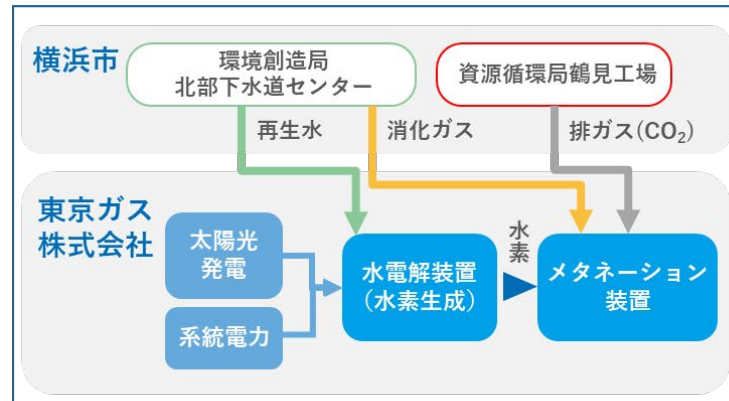 横浜市
環境創造局
北部下水道センター
資源循環局鶴見工場
再生水
消化ガス
排ガス(CO₂)
東京ガス
株式会社
太陽光
発電
系統電力
水電解装置
(水素生成)
水素
メタネーション
装置